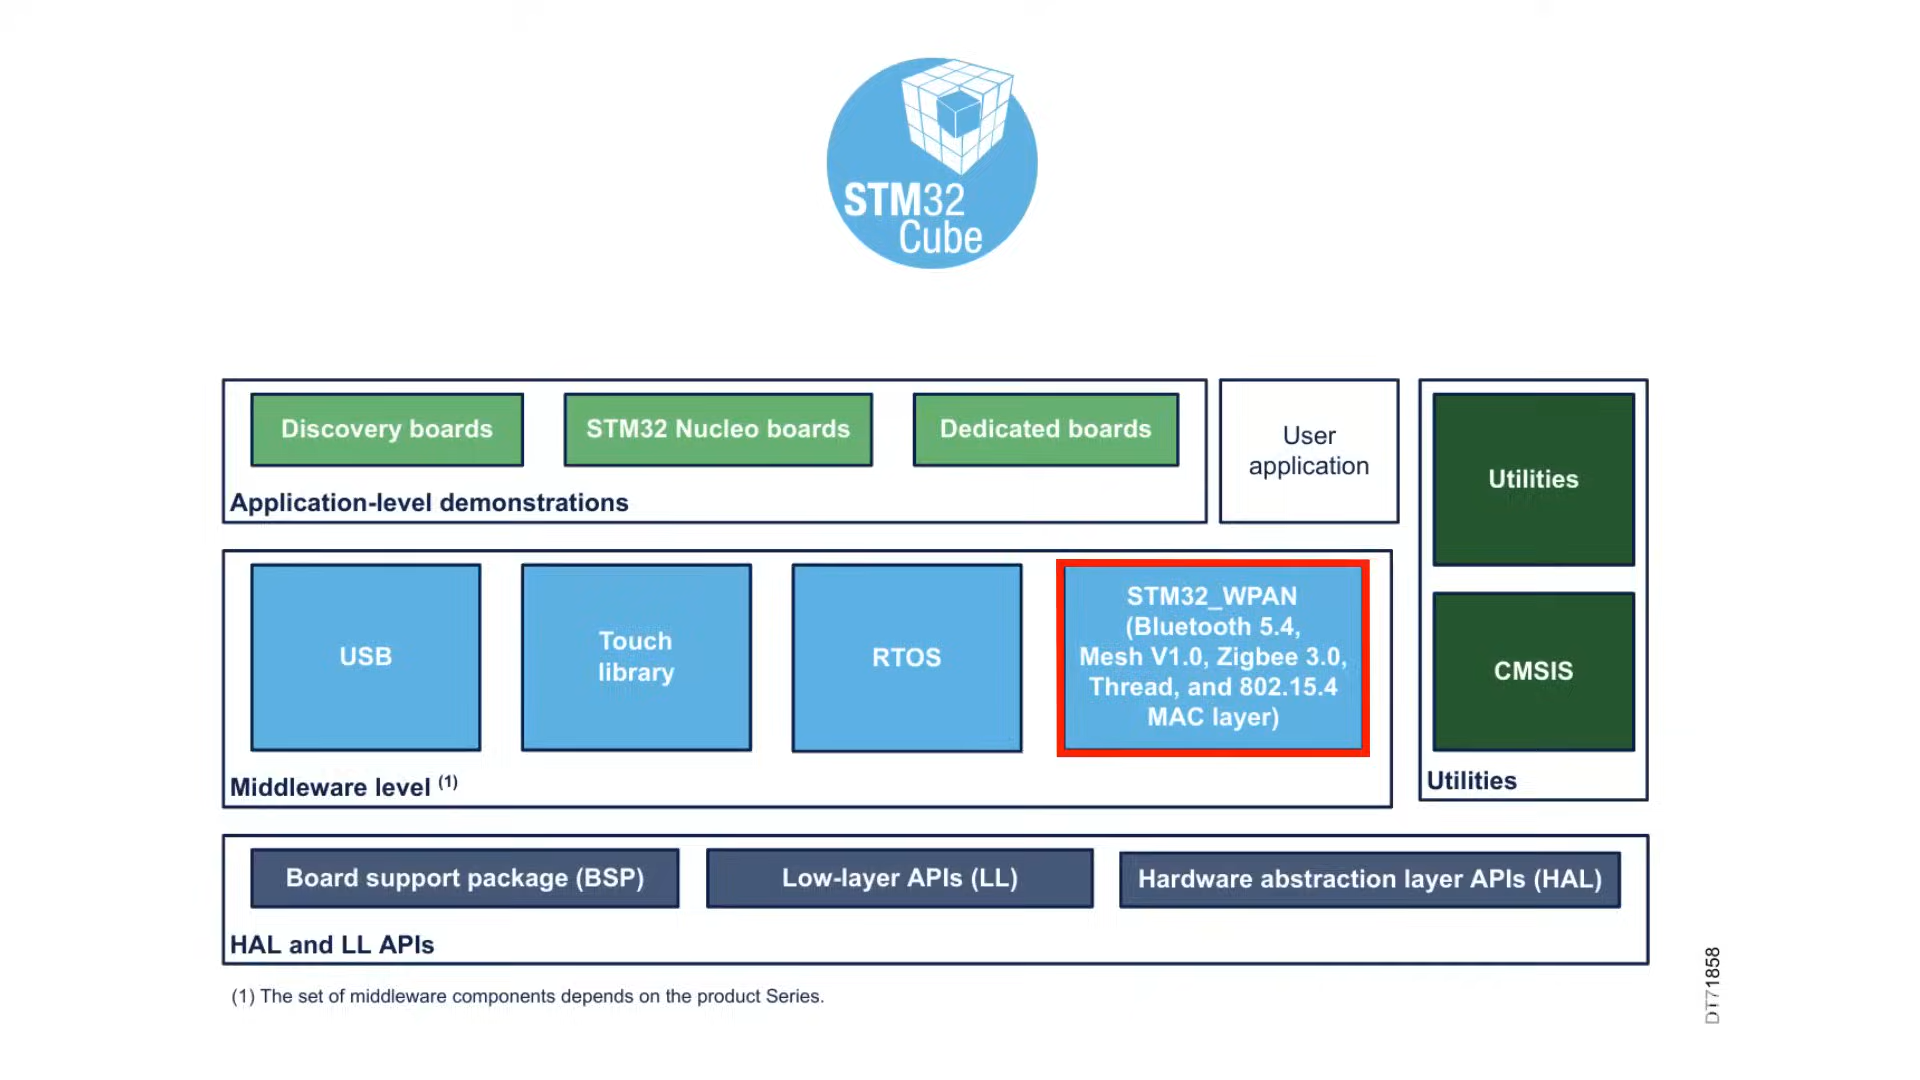 STM32
Cube
Discovery boards
STM32 Nucleo boards
Dedicated boards
Application-level demonstrations
User
application
Utilities
CMSIS
Utilities
USB
Touch
library
RTOS
STM32_WPAN
(Bluetooth 5.4,
Mesh V1.0, Zigbee 3.0,
Thread, and 802.15.4
MAC layer)
Middleware level (1)
Board support package (BSP)
Low-layer APIs (LL)
Hardware abstraction layer APIs (HAL)
HAL and LL APIs
(1) The set of middleware components depends on the product Series.
DT71858